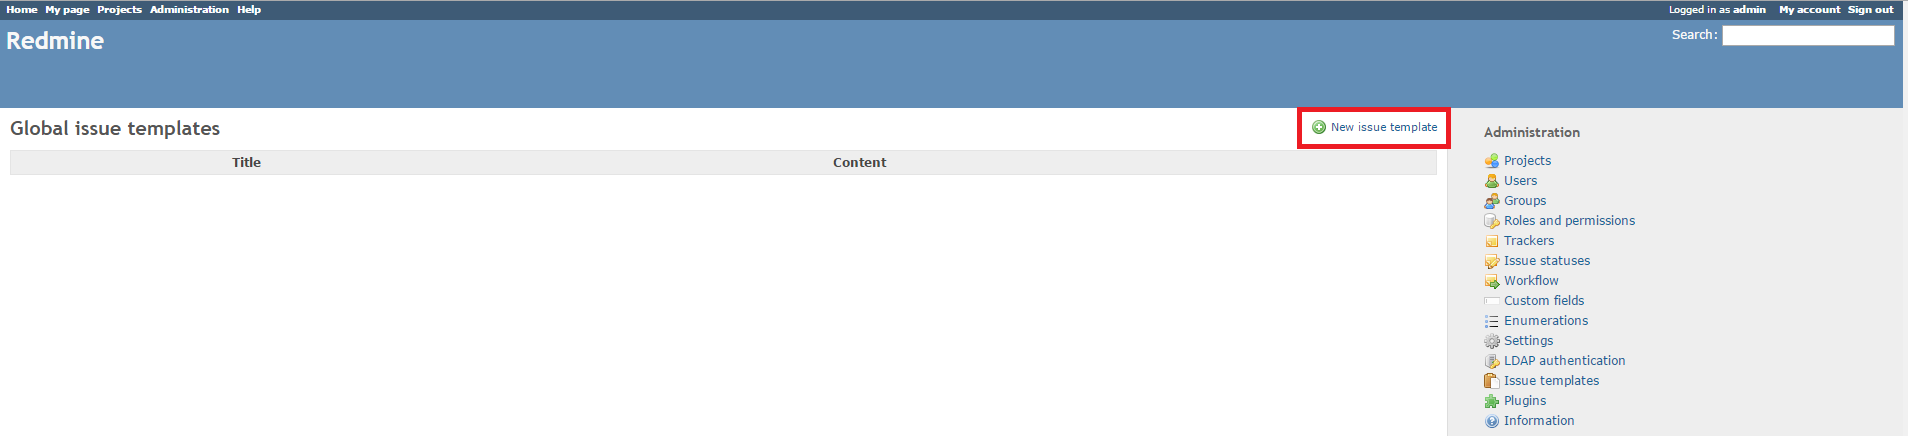 Home My page Projects Administration Help
Logged in as admin My account Sign out
Redmine
Search:
Global issue templates
New issue template
Title Content
Administration
Projects
Users
Groups
Roles and permissions
Trackers
Issue statuses
Workflow
Custom fields
Enumerations
Settings
LDAP authentication
Issue templates
Plugins
Information